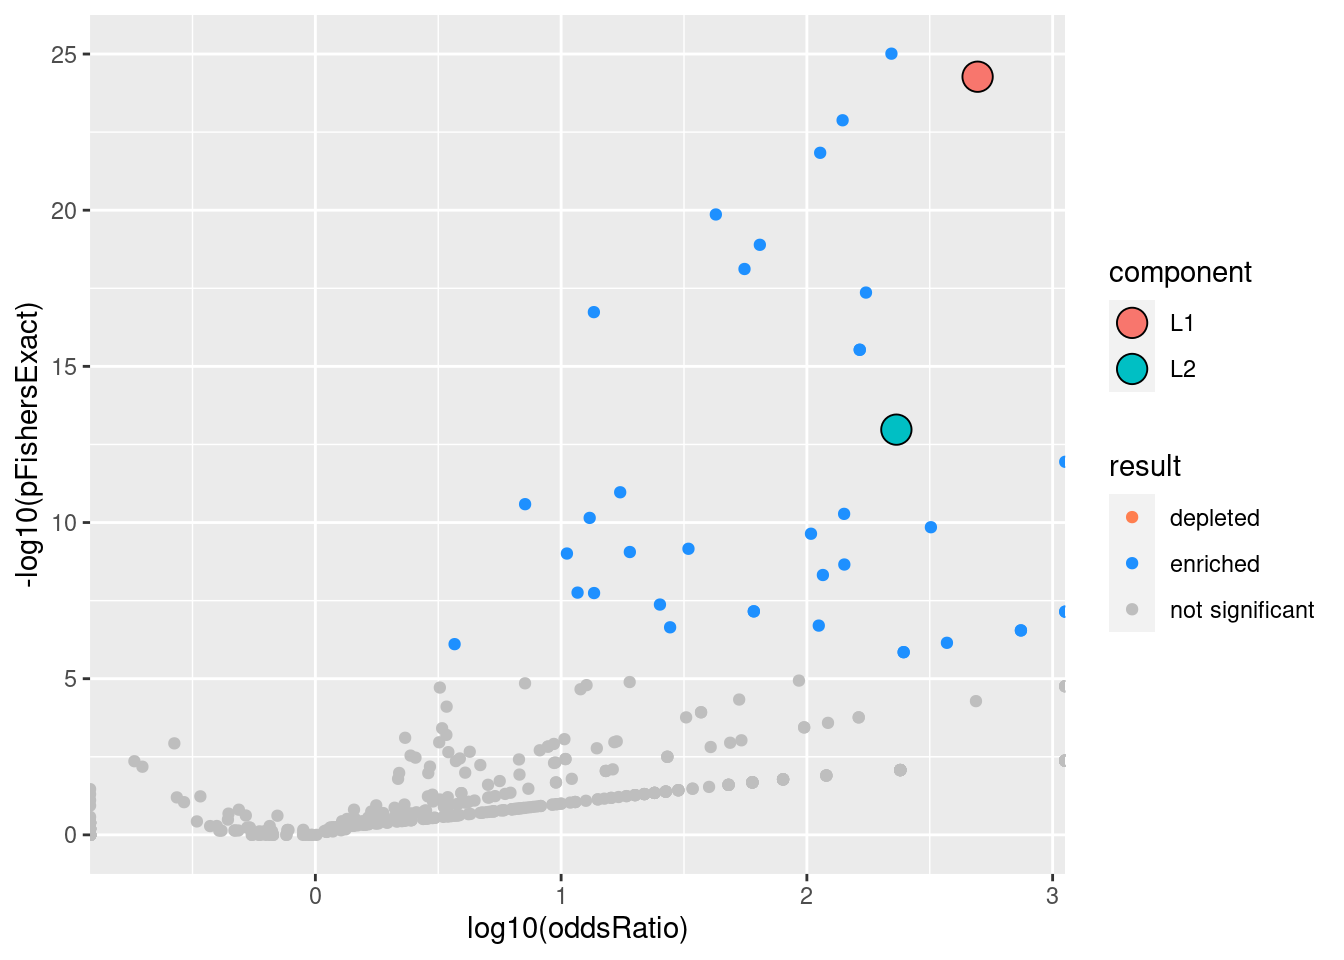 25
20
15
10
5
0
-log10(pFishersExact)
0 1 2 3
log10(oddsRatio)
component
L1
L2
result
depleted
enriched
not significant